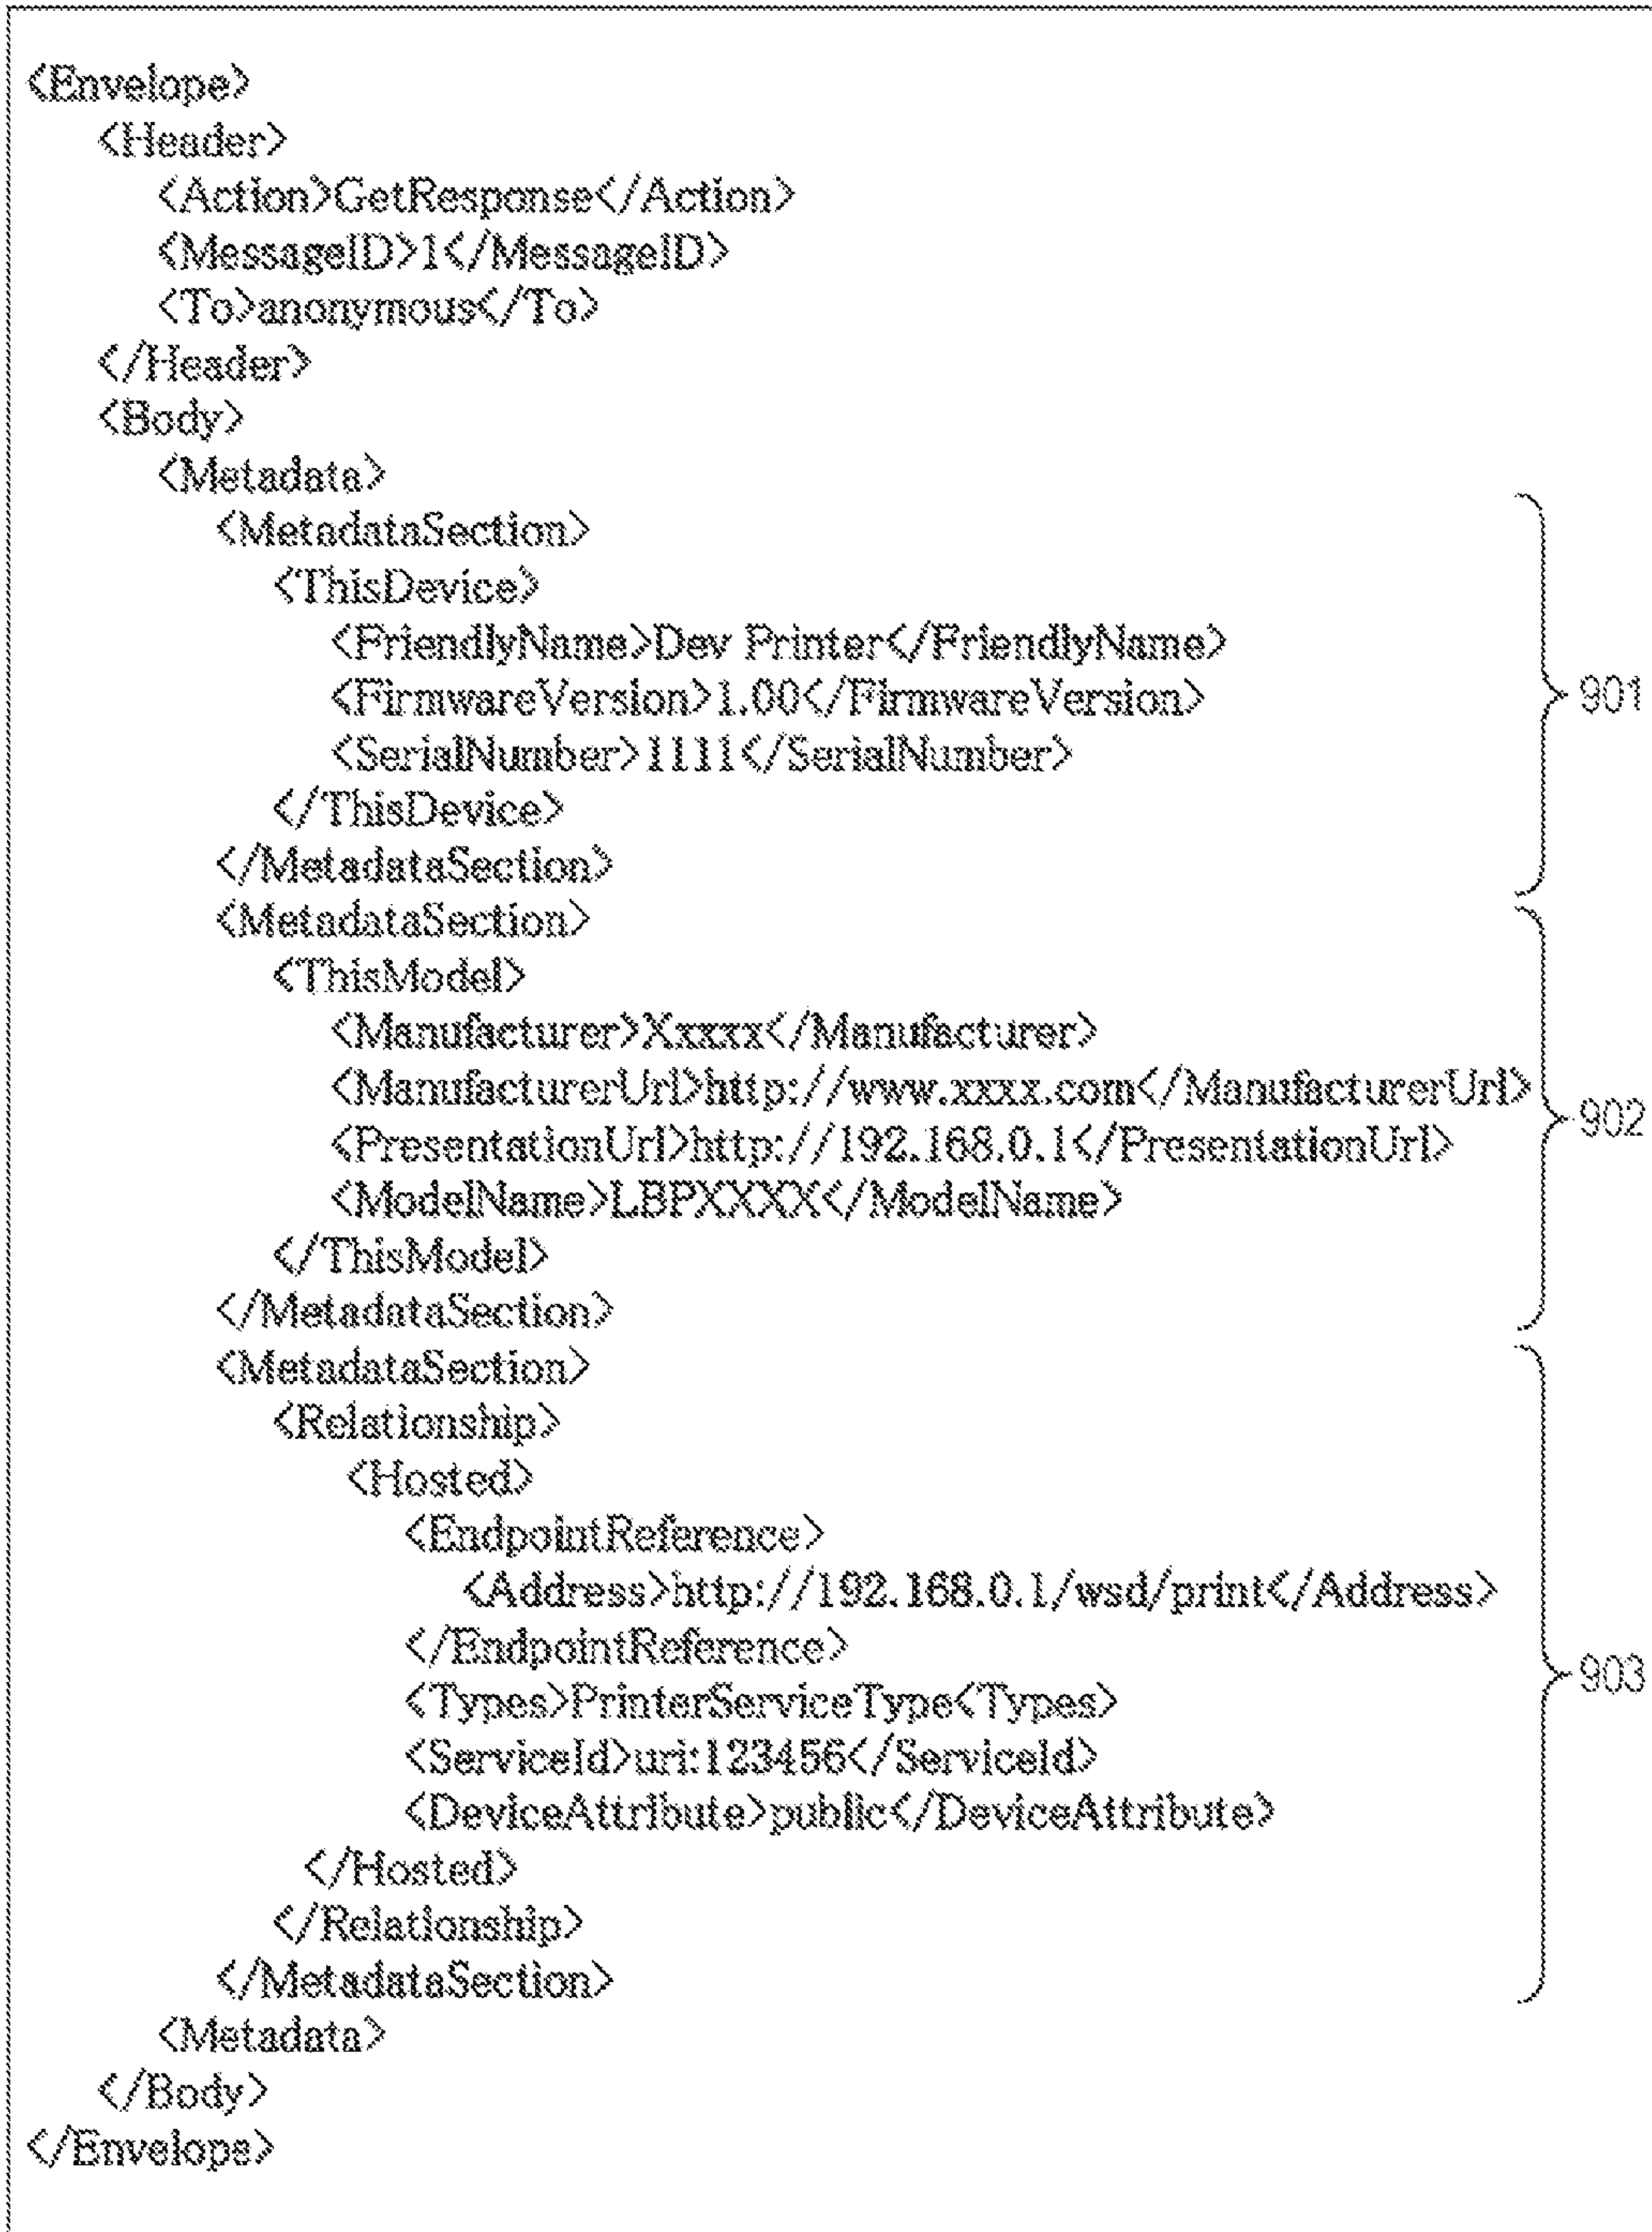 <Envelope>
<Header>
<Action>GetResponse</Action>
<MessageID>1</MessageID>
<To>anonymous</To>
</Header>
<Body>
<Metadata>
<MetadataSection>
<ThisDevice>
<FriendlyName>Dev Printer</FriendlyName>
<FirmwareVersion>1.00</FirmwareVersion>
901
<SerialNumber>1111</SerialNumber>
</ThisDevice>
</MetadataSection>
<MetadataSection>
<ThisModel>
<Manufacturer>Xxxxx</Manufacturer>
<ManufacturerUrl>http://www.xxxx.com</ManufacturerUrl>
902
<PresentationUrl>http://192.168.0.1</PresentationUrl>
<ModelName>LBPXXXX</ModelName>
</ThisModel>
</MetadataSection>
<MetadataSection>
<Relationship>
<Hosted>
<EndpointReference>
<Address>http://192.168.0.1/wsd/print</Address>
</EndpointReference>
903
<Types>PrinterServiceType<Types>
<ServiceId>uri:123456</ServiceId>
<DeviceAttribute>public</DeviceAttribute>
</Hosted>
</Relationship>
</MetadataSection>
<Metadata>
</Body>
</Envelope>